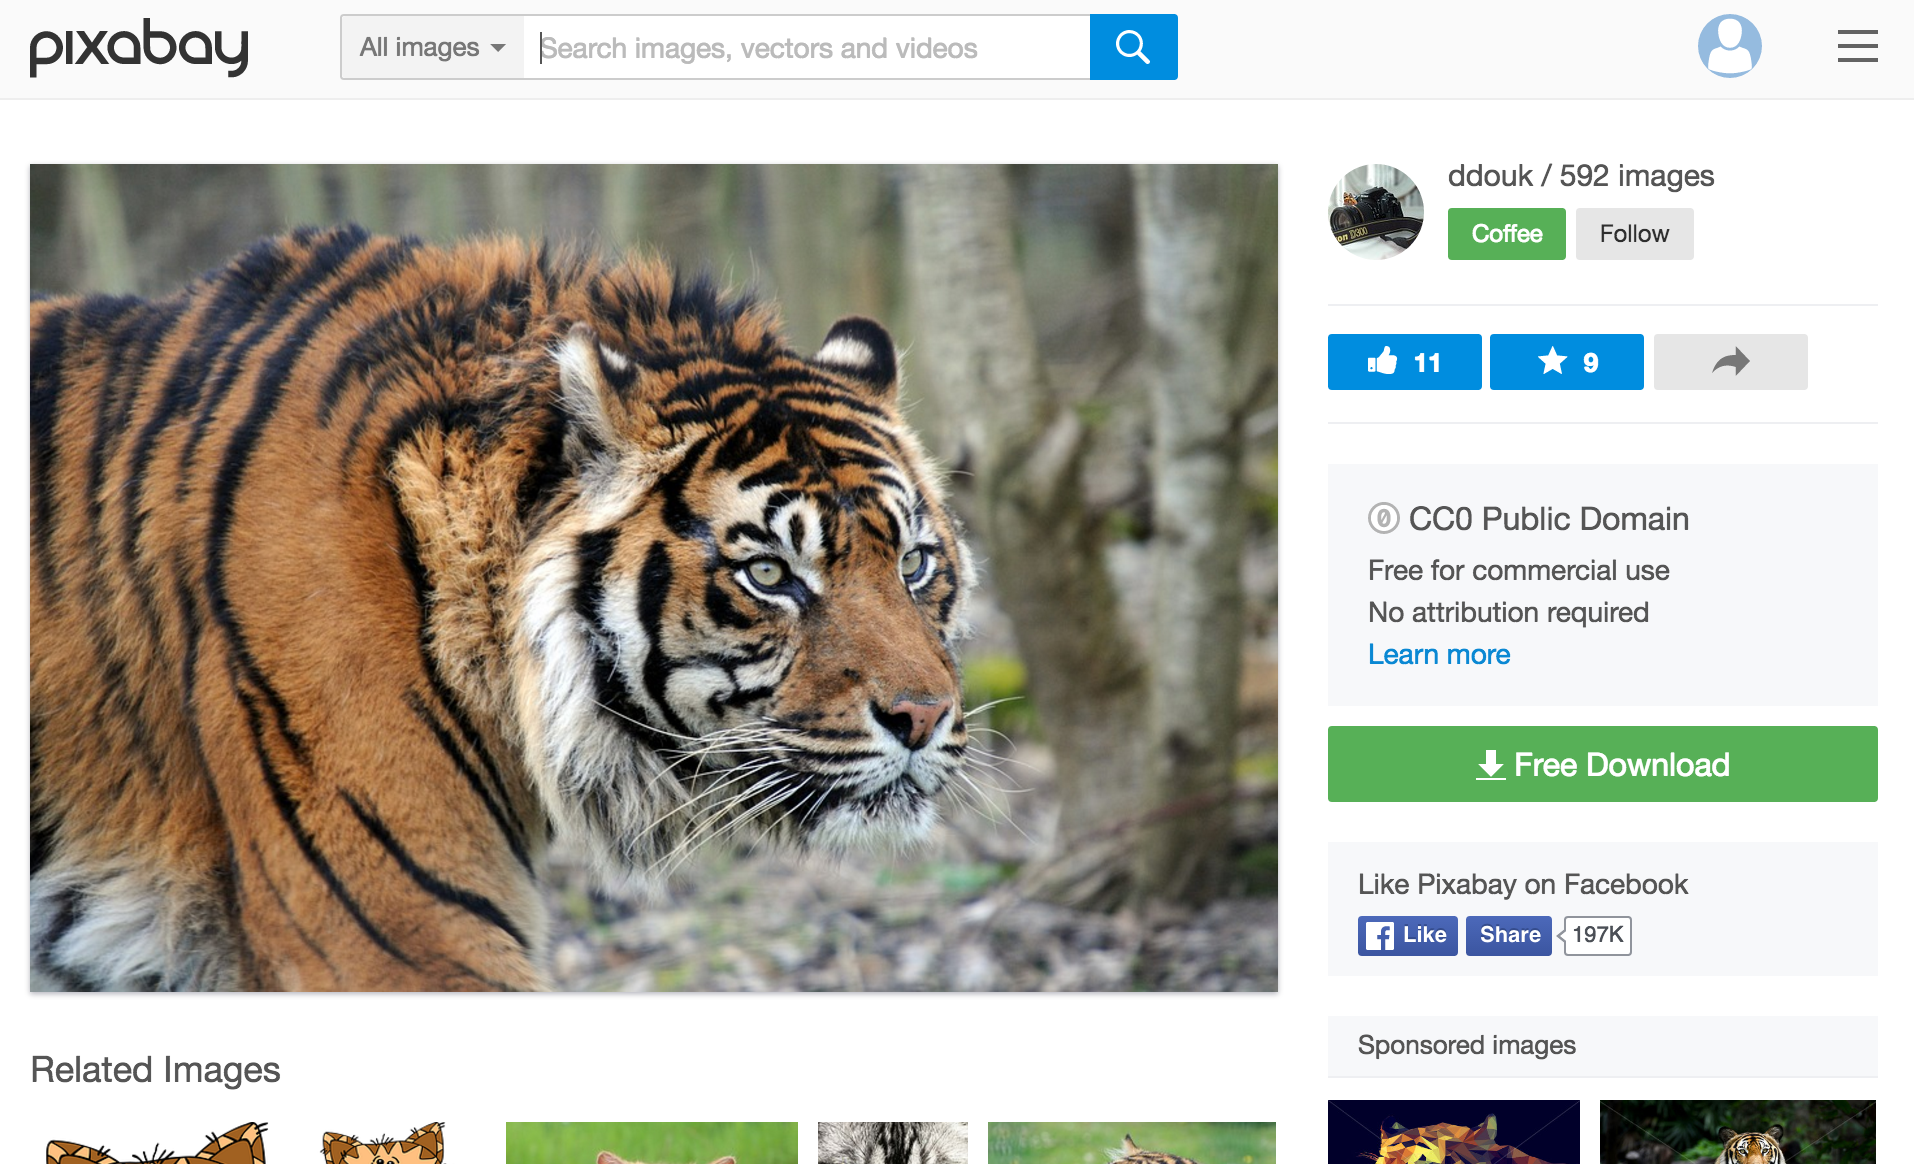 pixabay
All images
Search images, vectors and videos
ddouk / 592 images
Coffee
Follow
11
9
CC0 Public Domain
Free for commercial use
No attribution required
Learn more
Free Download
Like Pixabay on Facebook
Like
Share
197K
Sponsored images
Related Images